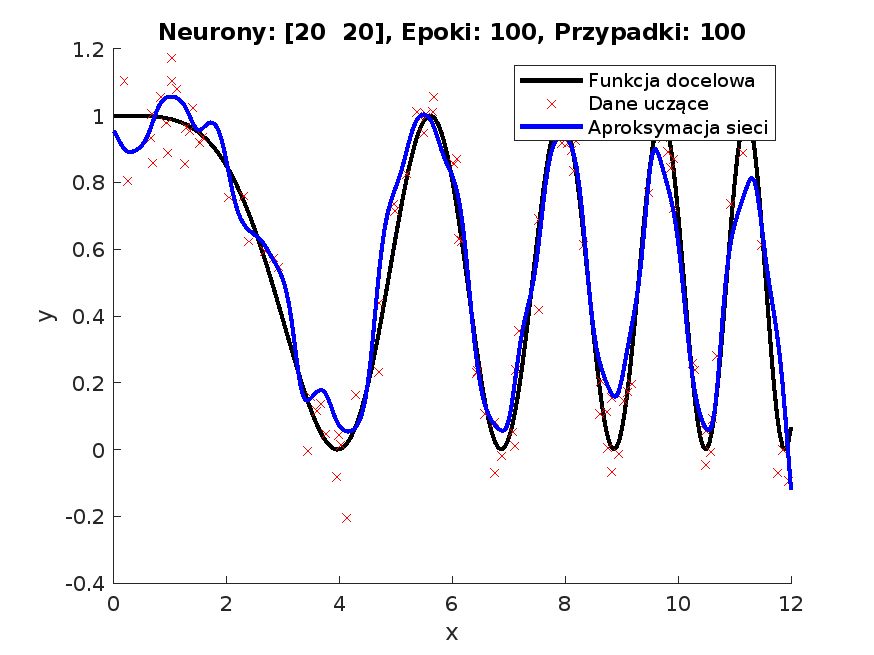 Neurony: [20 20], Epoki: 100, Przypadki: 100
Funkcja docelowa
Dane uczące
Aproksymacja sieci
1.2
1
0.8
0.6
0.4
0.2
0
-0.2
-0.4
y
0 2 4 6 8 10 12
x